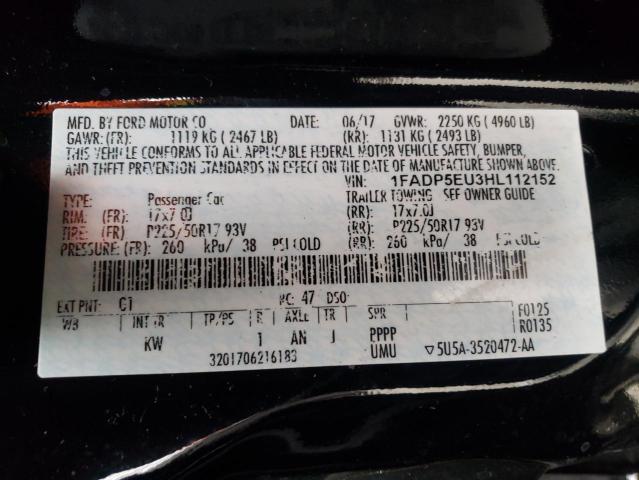 MFD. BY FORD MOTOR CO DATE: 06/17 GVWR: 2250 KG ( 4960 LB)
GAWR: (FR): 1119 KG ( 2467 LB) (RR): 1131 KG ( 2493 LB)
THIS VEHICLE CONFORMS TO ALL APPLICABLE FEDERAL MOTOR VEHICLE SAFETY, BUMPER,
AND THEFT PREVENTION STANDARDS IN EFFECT ON THE DATE OF MANUFACTURE SHOWN ABOVE.
VIN: 1FADP5EU3HL112152
TYPE: Passenger Car TRAILER TOWING SEE OWNER GUIDE
RIM: (FR) 17x7.0J (RR): 17x7.0J
TIRE: (FR) P225/50R17 93V (RR): P225/50R17 93V
PRESSURE: (FR): 260 kPa/ 38 PSI COLD (RR): 260 kPa/ 38 PSI COLD
EXT PNT: G1 RC: 47 DSO: F0125
WB INT TR TP/PS R AXLE TR SPR R0135
KW 1 AN J PPPP
3201706216183 UMU ▽5U5A-3520472-AA